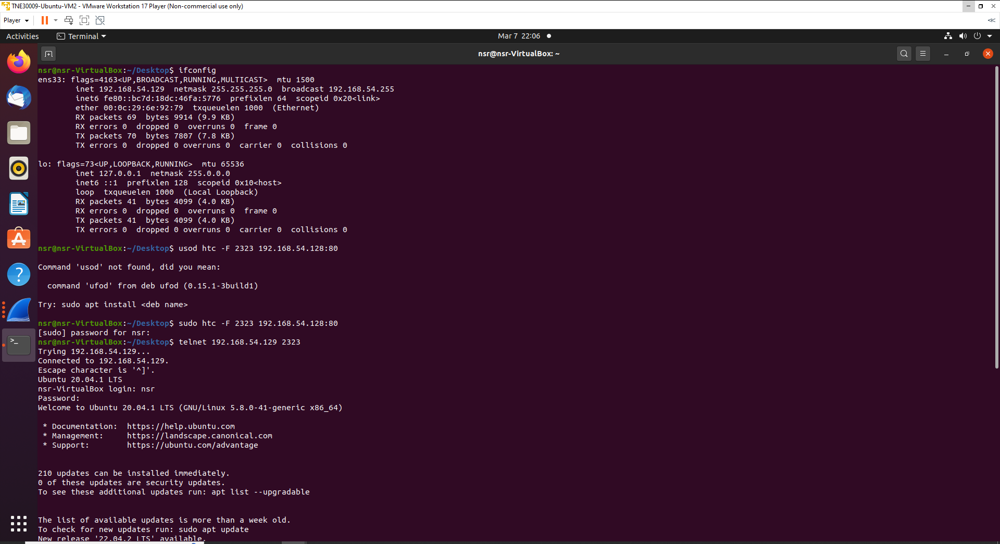 TNE30009-Ubuntu-VM2 - VMware Workstation 17 Player (Non-commercial use only)
Player
Activities
Terminal
Mar 7 22:06
nsr@nsr-VirtualBox: ~
nsr@nsr-VirtualBox:~/Desktop$ ifconfig
ens33: flags=4163<UP,BROADCAST,RUNNING,MULTICAST>  mtu 1500
        inet 192.168.54.129  netmask 255.255.255.0  broadcast 192.168.54.255
        inet6 fe80::bc7d:18dc:46fa:5776  prefixlen 64  scopeid 0x20<link>
        ether 00:0c:29:6e:92:79  txqueuelen 1000  (Ethernet)
        RX packets 69  bytes 9914 (9.9 KB)
        RX errors 0  dropped 0  overruns 0  frame 0
        TX packets 70  bytes 7807 (7.8 KB)
        TX errors 0  dropped 0 overruns 0  carrier 0  collisions 0
lo: flags=73<UP,LOOPBACK,RUNNING>  mtu 65536
        inet 127.0.0.1  netmask 255.0.0.0
        inet6 ::1  prefixlen 128  scopeid 0x10<host>
        loop  txqueuelen 1000  (Local Loopback)
        RX packets 41  bytes 4099 (4.0 KB)
        RX errors 0  dropped 0  overruns 0  frame 0
        TX packets 41  bytes 4099 (4.0 KB)
        TX errors 0  dropped 0 overruns 0  carrier 0  collisions 0
nsr@nsr-VirtualBox:~/Desktop$ usod htc -F 2323 192.168.54.128:80
Command 'usod' not found, did you mean:
  command 'ufod' from deb ufod (0.15.1-3build1)
Try: sudo apt install <deb name>
nsr@nsr-VirtualBox:~/Desktop$ sudo htc -F 2323 192.168.54.128:80
[sudo] password for nsr:
nsr@nsr-VirtualBox:~/Desktop$ telnet 192.168.54.129 2323
Trying 192.168.54.129...
Connected to 192.168.54.129.
Escape character is '^]'.
Ubuntu 20.04.1 LTS
nsr-VirtualBox login: nsr
Password:
Welcome to Ubuntu 20.04.1 LTS (GNU/Linux 5.8.0-41-generic x86_64)
 * Documentation:  https://help.ubuntu.com
 * Management:     https://landscape.canonical.com
 * Support:        https://ubuntu.com/advantage
210 updates can be installed immediately.
0 of these updates are security updates.
To see these additional updates run: apt list --upgradable
The list of available updates is more than a week old.
To check for new updates run: sudo apt update
New release '22.04.2 LTS' available.